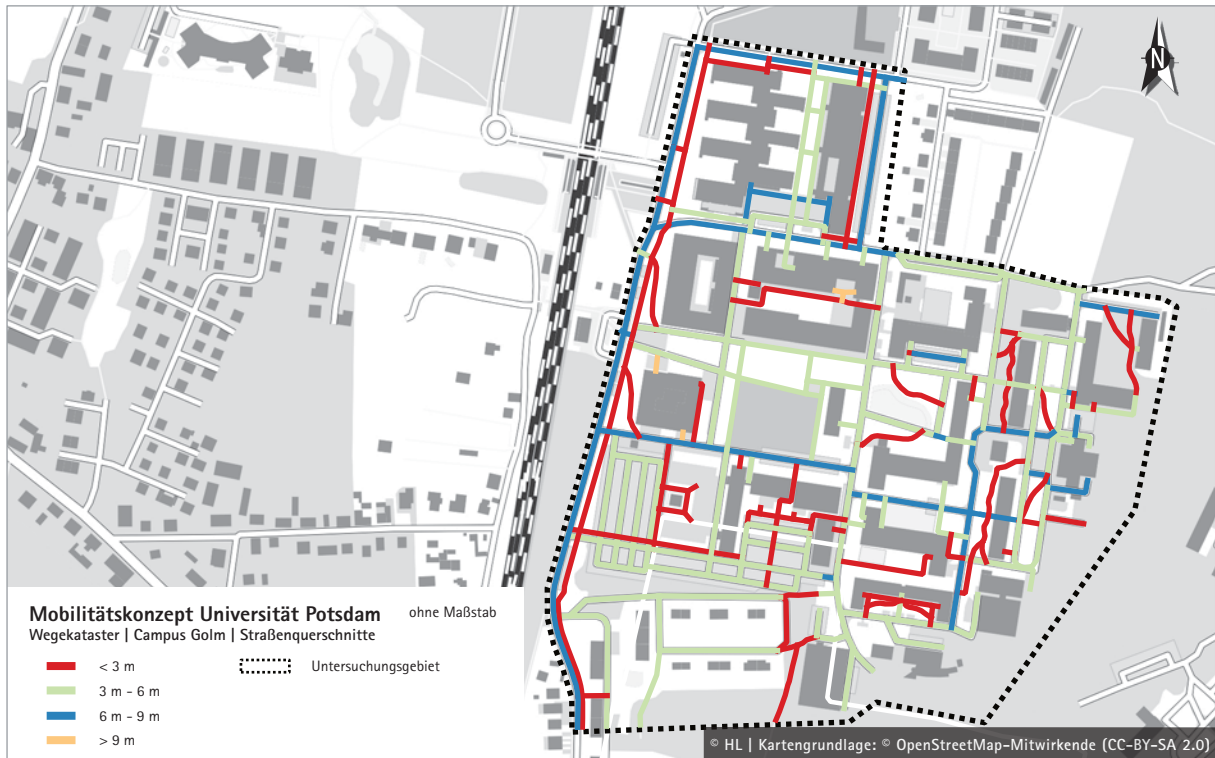 N
Mobilitätskonzept Universität Potsdam ohne Maßstab
Wegekataster | Campus Golm | Straßenquerschnitte
< 3 m
Untersuchungsgebiet
3 m - 6 m
6 m - 9 m
> 9 m
© HL | Kartengrundlage: © OpenStreetMap-Mitwirkende (CC-BY-SA 2.0)